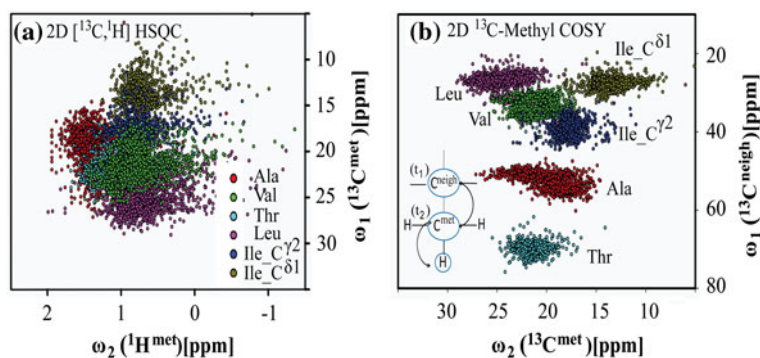 (a) 2D [¹³C,¹H] HSQC
5
10
15
20
25
30
ω₁ (¹³Cᵐᵉᵗ)[ppm]
Ala
Val
Thr
Leu
Ile_Cᵞ²
Ile_Cᵟ¹
2 1 0 -1
ω₂ (¹Hᵐᵉᵗ)[ppm]
(b) 2D ¹³C-Methyl COSY
20
40
60
80
ω₁ (¹³Cⁿᵉⁱᵍʰ)[ppm]
Leu
Val
Ile_Cᵟ¹
Ile_Cᵞ²
Ala
Thr
(t₁)
Cⁿᵉⁱᵍʰ
(t₂)
H Cᵐᵉᵗ H
H
30 20 10
ω₂ (¹³Cᵐᵉᵗ)[ppm]